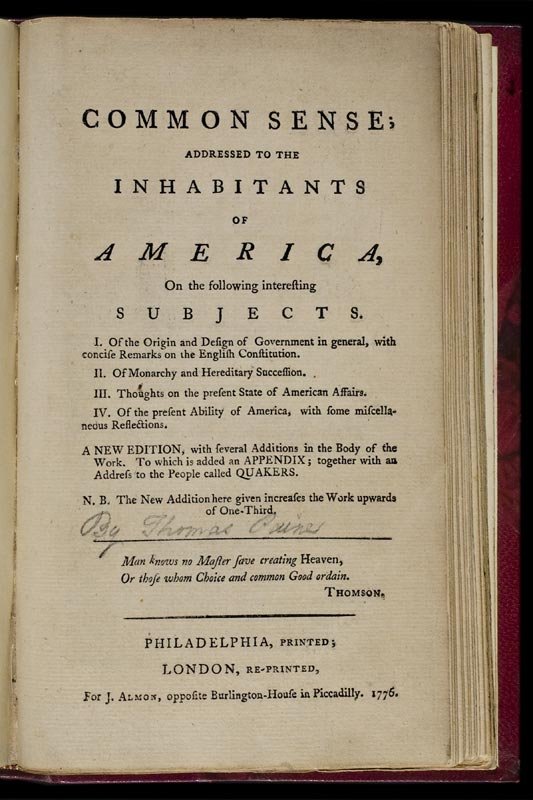 COMMON SENSE;
ADDRESSED TO THE
INHABITANTS
OF
AMERICA,
On the following intereſting
SUBJECTS.
I. Of the Origin and Deſign of Government in general, with
conciſe Remarks on the Engliſh Conſtitution.
II. Of Monarchy and Hereditary Succeſſion.
III. Thoughts on the preſent State of American Affairs.
IV. Of the preſent Ability of America, with ſome miſcella-
neous Reflections.
A NEW EDITION, with ſeveral Additions in the Body of the
Work. To which is added an APPENDIX; together with an
Addreſs to the People called QUAKERS.
N. B. The New Addition here given increaſes the Work upwards
of One-Third.
By Thomas Paine
Man knows no Maſter ſave creating Heaven,
Or thoſe whom Choice and common Good ordain.
THOMSON.
PHILADELPHIA, PRINTED;
LONDON, RE-PRINTED,
For J. ALMON, oppoſite Burlington-Houſe in Piccadilly. 1776.